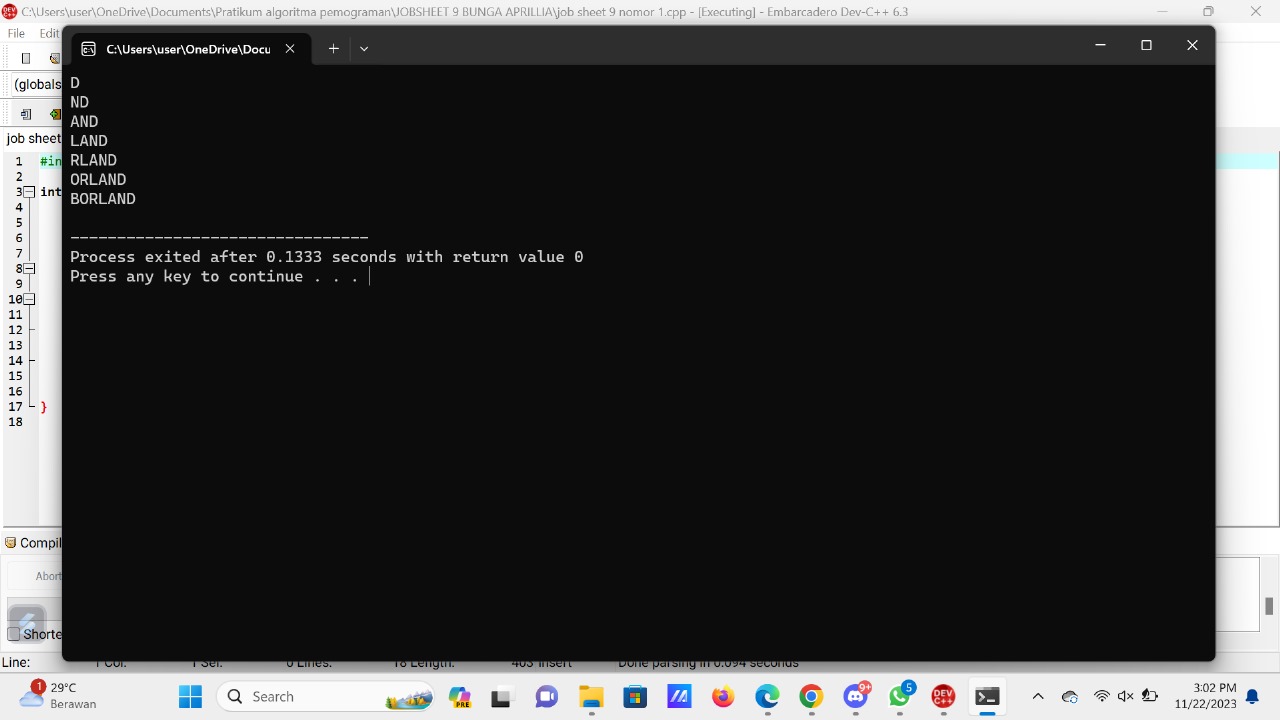 C:\Users\user\OneDrive\Documents\Pratikum algoritma pemograman\JOBSHEET 9 BUNGA APRILLIA\job sheet 9 nomor 1.cpp - [Executing] - Embarcadero Dev-C++ 6.3
File Edit
C:\Users\user\OneDrive\Docu
(globals
job sheet
D
ND
AND
LAND
RLAND
ORLAND
BORLAND
--------------------------------
Process exited after 0.1333 seconds with return value 0
Press any key to continue . . .
1 #in
2
3 int
4
5
6
7
8
9
10
11
12
13
14
15
16
17 }
18
Compil
Abort
Shorte
Line: 1 Col: 1 Sel: 0 Lines: 18 Length: 403 Insert Done parsing in 0.094 seconds
1
29°C
Berawan
Search
PRE
9+
5
DEV
C++
3:02 PM
11/22/2023